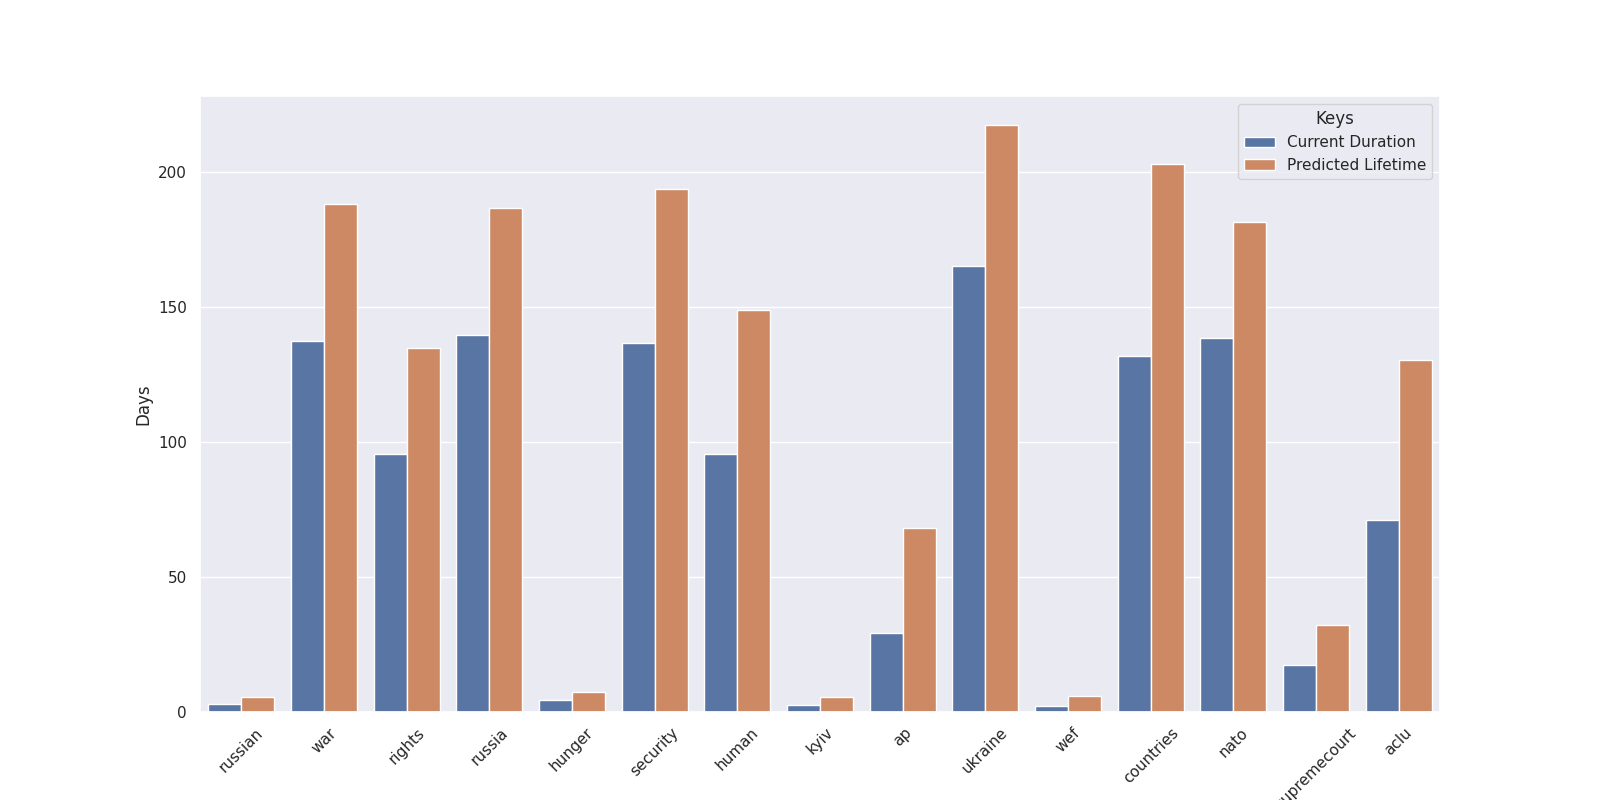 Keys
Current Duration
Predicted Lifetime
Days
200
150
100
50
0
russian
war
rights
russia
hunger
security
human
kyiv
ap
ukraine
wef
countries
nato
upremecourt
aclu